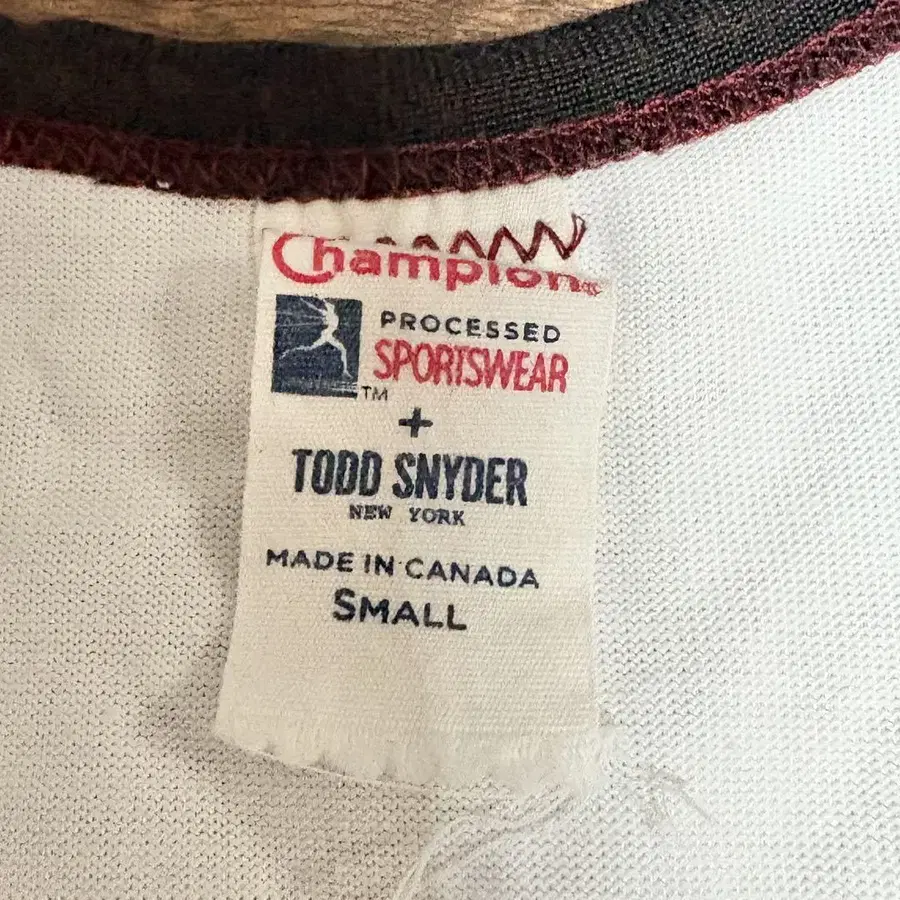 Champion
PROCESSED
SPORTSWEAR
TM
+
TODD SNYDER
NEW YORK
MADE IN CANADA
SMALL